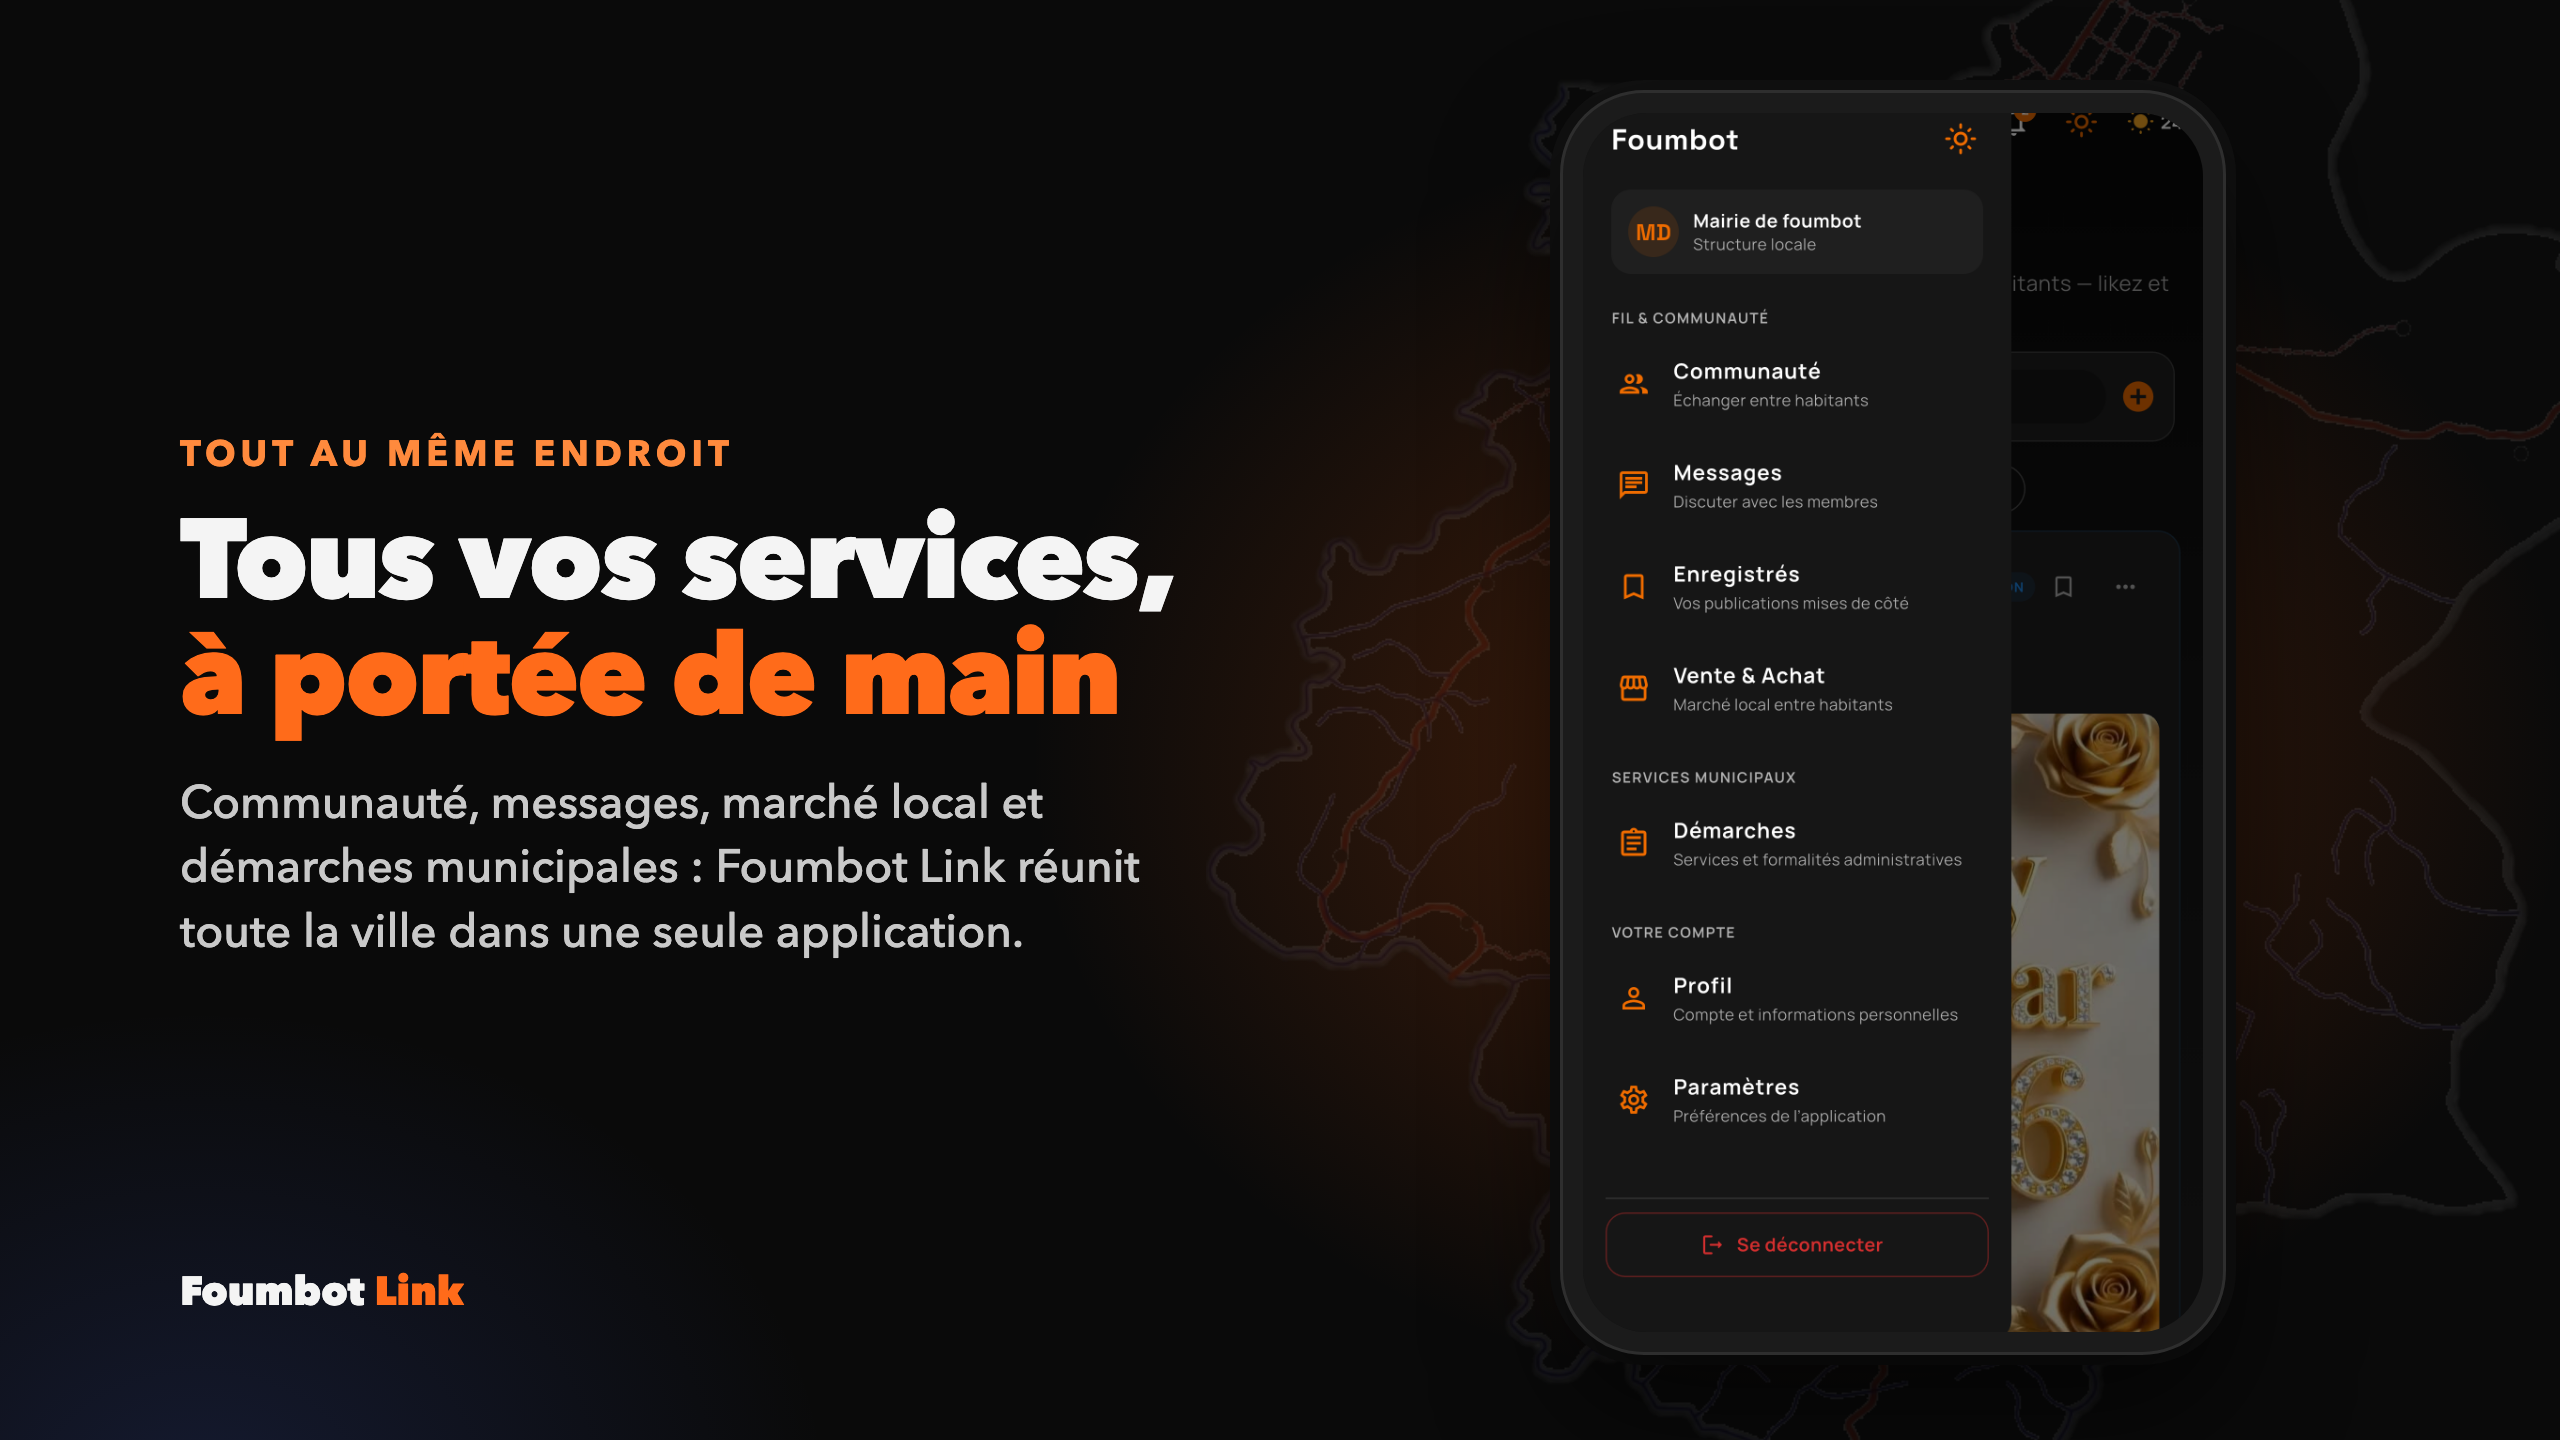 TOUT AU MÊME ENDROIT
Tous vos services,
à portée de main
Communauté, messages, marché local et
démarches municipales : Foumbot Link réunit
toute la ville dans une seule application.
Foumbot Link
Foumbot
MD
Mairie de foumbot
Structure locale
FIL & COMMUNAUTÉ
Communauté
Échanger entre habitants
Messages
Discuter avec les membres
Enregistrés
Vos publications mises de côté
Vente & Achat
Marché local entre habitants
SERVICES MUNICIPAUX
Démarches
Services et formalités administratives
VOTRE COMPTE
Profil
Compte et informations personnelles
Paramètres
Préférences de l'application
Se déconnecter
itants — likez et
ar
6